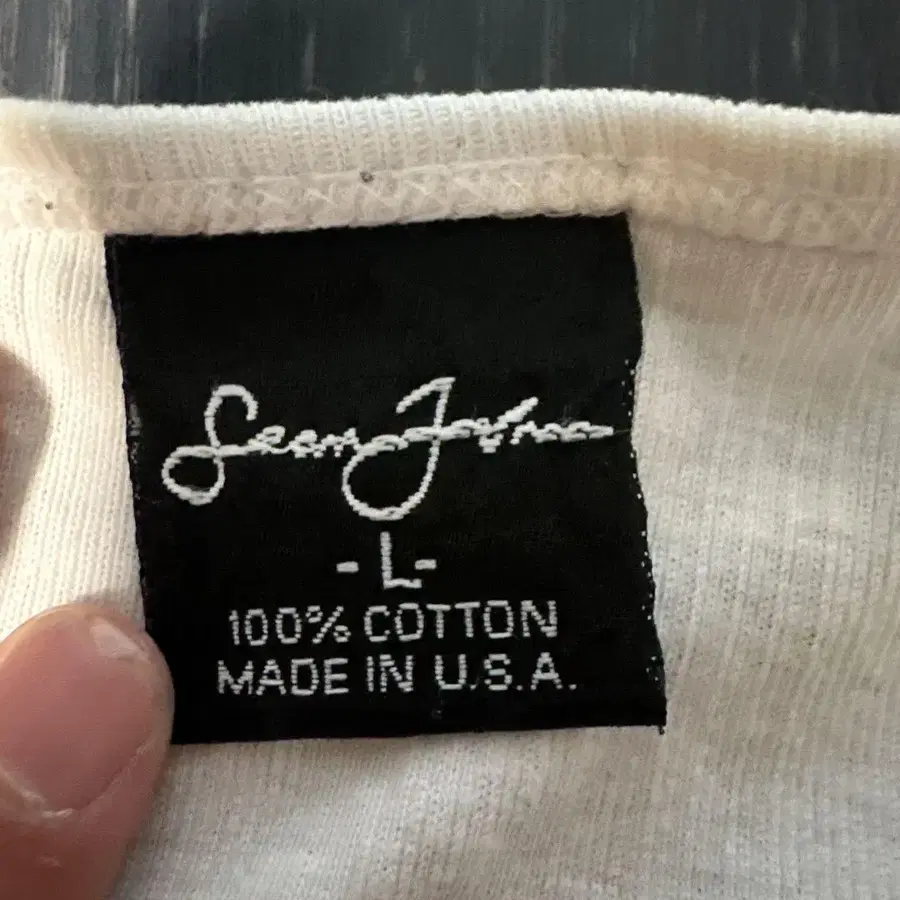 Sean John
- L -
100% COTTON
MADE IN U.S.A.